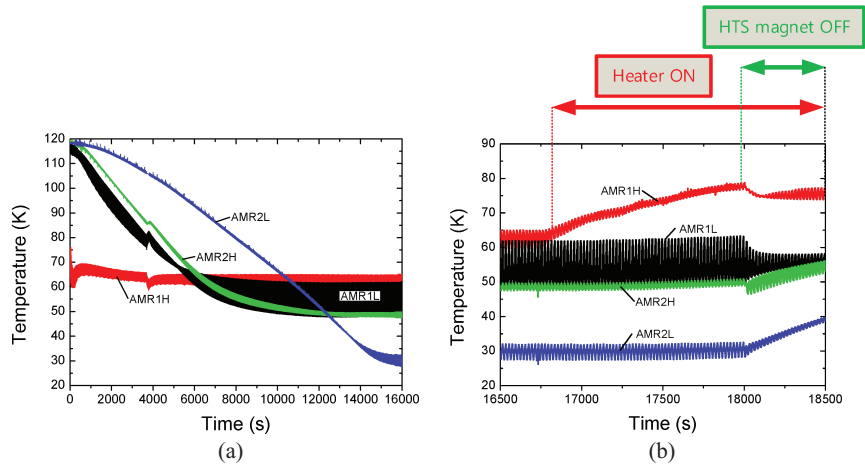 HTS magnet OFF
Heater ON
120
110
100
90
80
70
60
50
40
30
20
Temperature (K)
AMR2L
AMR2H
AMR1H
AMR1L
0 2000 4000 6000 8000 10000 12000 14000 16000
Time (s)
(a)
90
80
70
60
50
40
30
20
Temperature (K)
AMR1H
AMR1L
AMR2H
AMR2L
16500 17000 17500 18000 18500
Time (s)
(b)